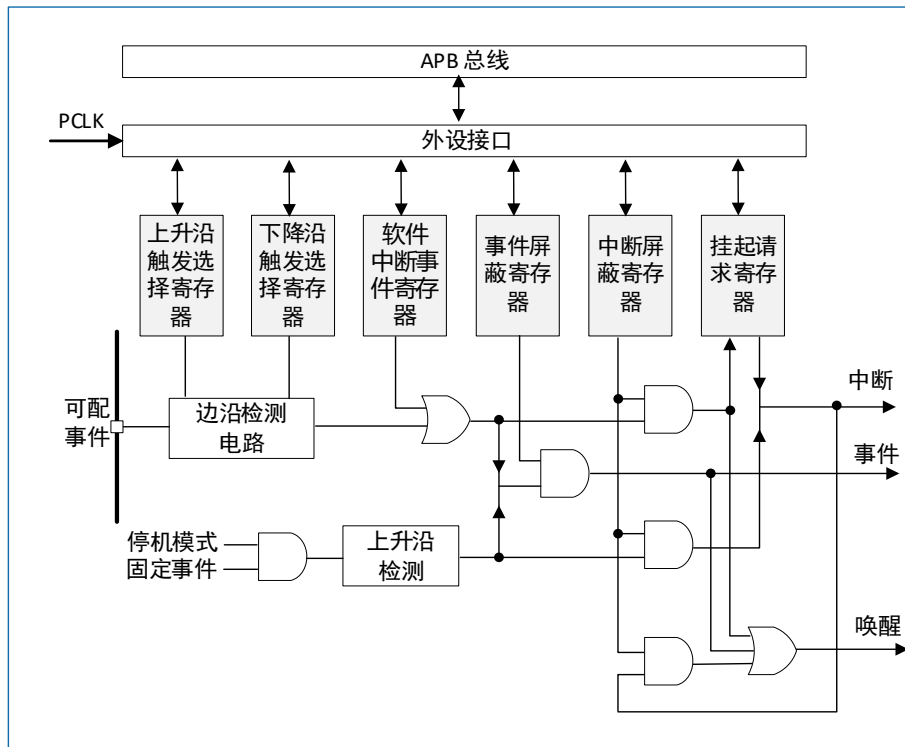 APB 总线
PCLK
外设接口
上升沿
触发选
择寄存
器
下降沿
触发选
择寄存
器
软件
中断事
件寄存
器
事件屏
蔽寄存
器
中断屏
蔽寄存
器
挂起请
求寄存
器
中断
可配
事件
边沿检测
电路
事件
停机模式
固定事件
上升沿
检测
唤醒